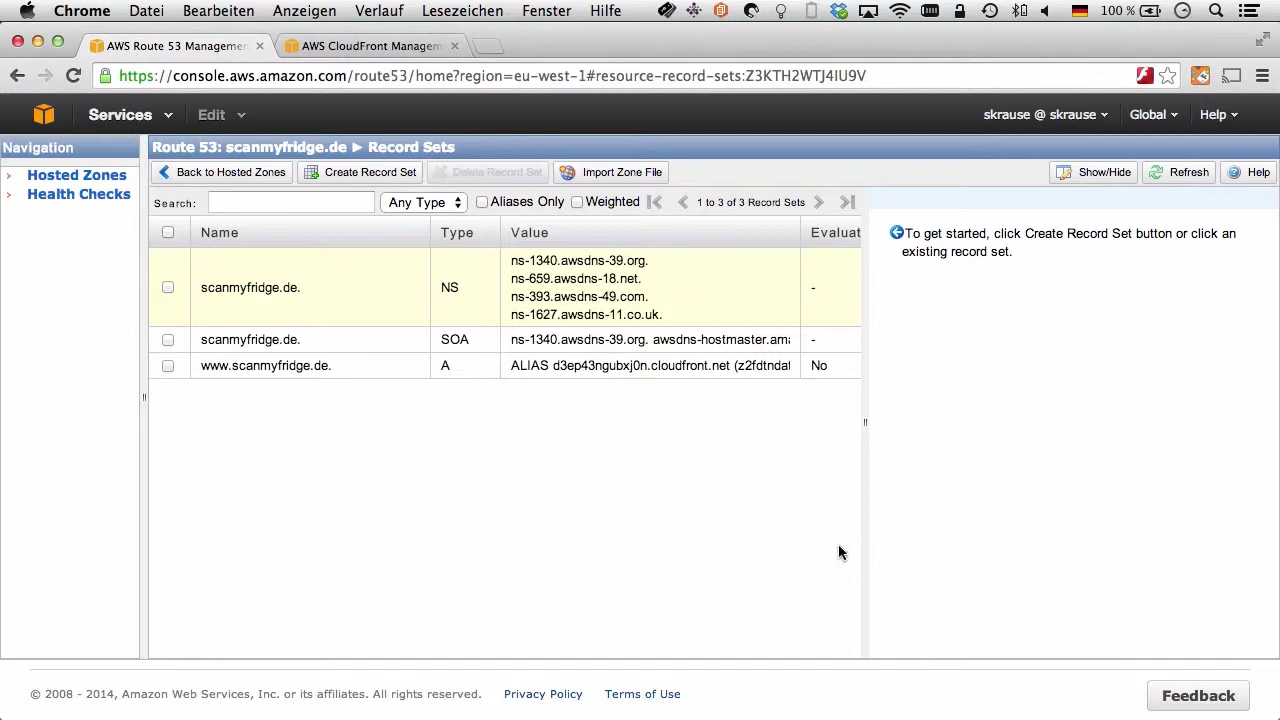 Chrome Datei Bearbeiten Anzeigen Verlauf Lesezeichen Fenster Hilfe 100 %
AWS Route 53 Managemen AWS CloudFront Managem
https://console.aws.amazon.com/route53/home?region=eu-west-1#resource-record-sets:Z3KTH2WTJ4IU9V
Services Edit skrause @ skrause Global Help
Navigation
Hosted Zones
Health Checks
Route 53: scanmyfridge.de ▶ Record Sets
Back to Hosted Zones Create Record Set Delete Record Set Import Zone File Show/Hide Refresh Help
Search: Any Type Aliases Only Weighted 1 to 3 of 3 Record Sets
Name Type Value Evaluat
scanmyfridge.de. NS ns-1340.awsdns-39.org.
ns-659.awsdns-18.net.
ns-393.awsdns-49.com.
ns-1627.awsdns-11.co.uk.
-
scanmyfridge.de. SOA ns-1340.awsdns-39.org. awsdns-hostmaster.ama -
www.scanmyfridge.de. A ALIAS d3ep43ngubxj0n.cloudfront.net (z2fdtndat No
To get started, click Create Record Set button or click an
existing record set.
© 2008 - 2014, Amazon Web Services, Inc. or its affiliates. All rights reserved. Privacy Policy Terms of Use Feedback